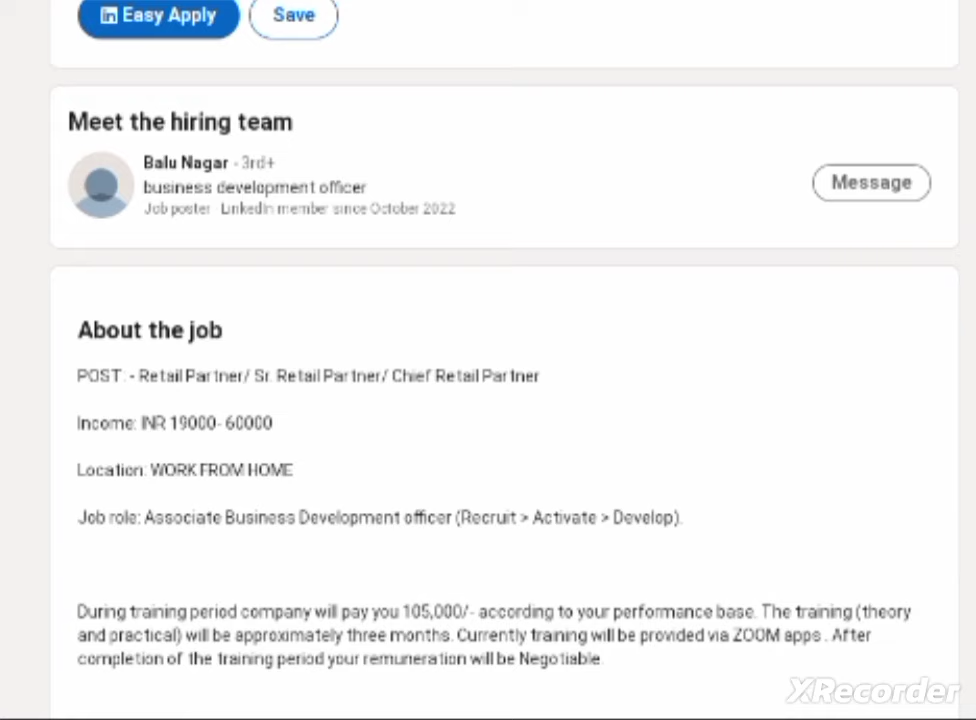 in Easy Apply Save
Meet the hiring team
Balu Nagar · 3rd+
business development officer
Message
Job poster · LinkedIn member since October 2022
About the job
POST. - Retail Partner/ Sr. Retail Partner/ Chief Retail Partner
Income: INR 19000- 60000
Location: WORK FROM HOME
Job role: Associate Business Development officer (Recruit > Activate > Develop).
During training period company will pay you 105,000/- according to your performance base. The training (theory
and practical) will be approximately three months. Currently training will be provided via ZOOM apps . After
completion of the training period your remuneration will be Negotiable.
XRecorder